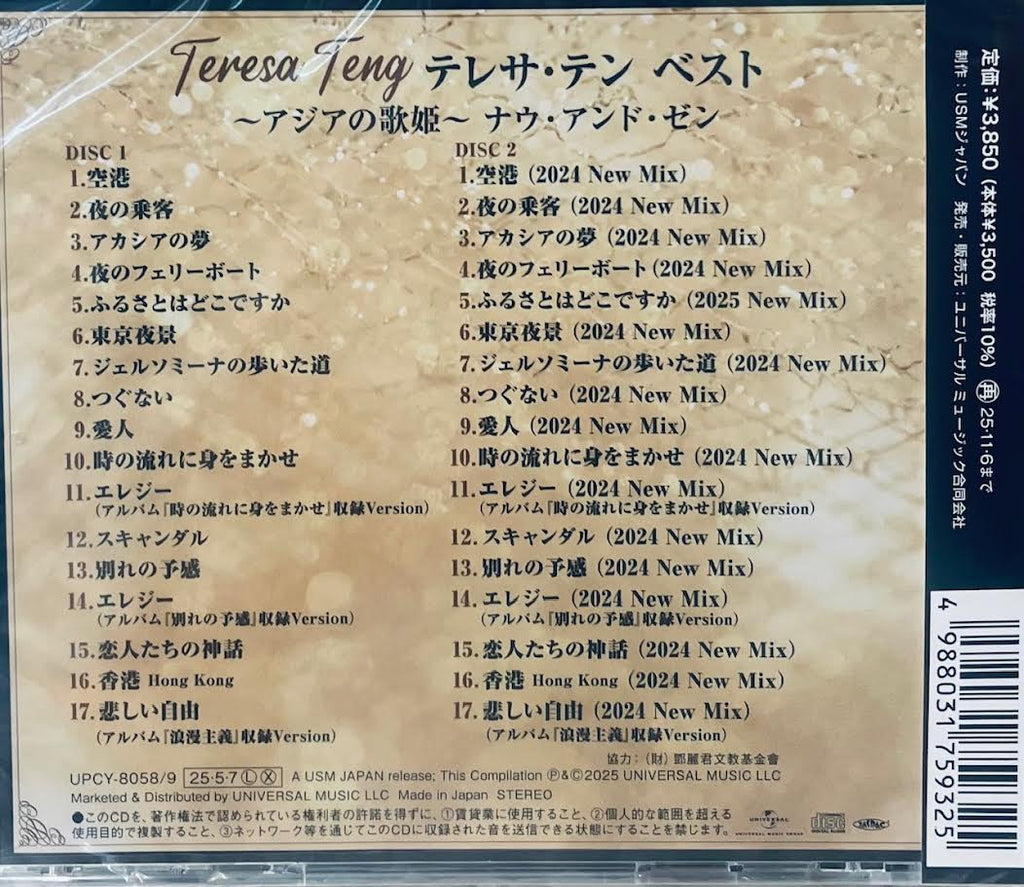 Teresa Teng テレサ・テン ベスト
～アジアの歌姫～ ナウ・アンド・ゼン
DISC 1
1.空港
2.夜の乗客
3.アカシアの夢
4.夜のフェリーボート
5.ふるさとはどこですか
6.東京夜景
7.ジェルソミーナの歩いた道
8.つぐない
9.愛人
10.時の流れに身をまかせ
11.エレジー
(アルバム『時の流れに身をまかせ』収録Version)
12.スキャンダル
13.別れの予感
14.エレジー
(アルバム『別れの予感』収録Version)
15.恋人たちの神話
16.香港 Hong Kong
17.悲しい自由
(アルバム『浪漫主義』収録Version)
DISC 2
1.空港 (2024 New Mix)
2.夜の乗客 (2024 New Mix)
3.アカシアの夢 (2024 New Mix)
4.夜のフェリーボート (2024 New Mix)
5.ふるさとはどこですか (2025 New Mix)
6.東京夜景 (2024 New Mix)
7.ジェルソミーナの歩いた道 (2024 New Mix)
8.つぐない (2024 New Mix)
9.愛人 (2024 New Mix)
10.時の流れに身をまかせ (2024 New Mix)
11.エレジー (2024 New Mix)
(アルバム『時の流れに身をまかせ』収録Version)
12.スキャンダル (2024 New Mix)
13.別れの予感 (2024 New Mix)
14.エレジー (2024 New Mix)
(アルバム『別れの予感』収録Version)
15.恋人たちの神話 (2024 New Mix)
16.香港 Hong Kong (2024 New Mix)
17.悲しい自由 (2024 New Mix)
(アルバム『浪漫主義』収録Version)
協力：(財) 鄧麗君文教基金會
UPCY-8058/9 25・5・7 Ⓛ Ⓧ A USM JAPAN release; This Compilation ℗&©2025 UNIVERSAL MUSIC LLC
Marketed & Distributed by UNIVERSAL MUSIC LLC Made in Japan STEREO
●このCDを、著作権法で認められている権利者の許諾を得ずに、①賃貸業に使用すること、②個人的な範囲を超える
使用目的で複製すること、③ネットワーク等を通じてこのCDに収録された音を送信できる状態にすることを禁じます。
UNIVERSAL
UNIVERSAL MUSIC GROUP
COMPACT disc DIGITAL AUDIO
JASRAC
定価：¥3,850 (本体¥3,500 税率10%) 再 25・11・6まで
制作：USMジャパン 発売・販売元：ユニバーサル ミュージック合同会社
4 988031 759325